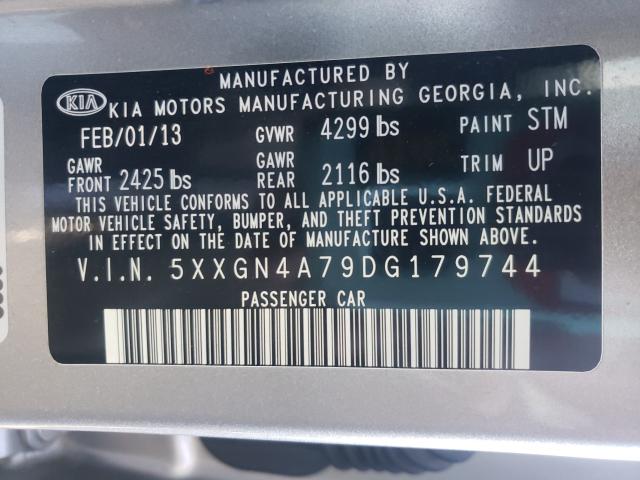 MANUFACTURED BY
KIA KIA MOTORS MANUFACTURING GEORGIA, INC.
FEB/01/13 GVWR 4299 lbs PAINT STM
GAWR FRONT 2425 lbs GAWR REAR 2116 lbs TRIM UP
THIS VEHICLE CONFORMS TO ALL APPLICABLE U.S.A. FEDERAL
MOTOR VEHICLE SAFETY, BUMPER, AND THEFT PREVENTION STANDARDS
IN EFFECT ON THE DATE OF MANUFACTURE SHOWN ABOVE.
V.I.N. 5XXGN4A79DG179744
PASSENGER CAR